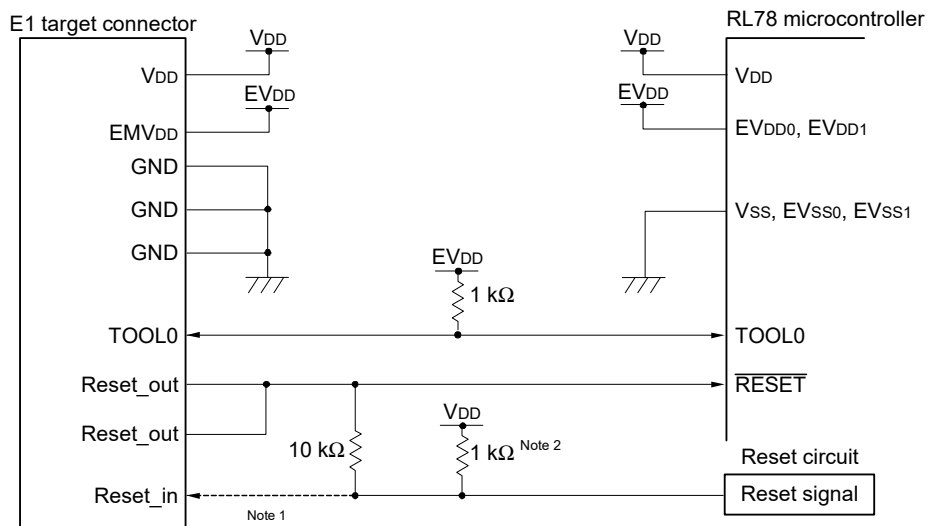 E1 target connector
RL78 microcontroller
VDD
VDD
VDD
VDD
EVDD
EVDD
EMVDD
EVDD0, EVDD1
GND
GND
VSS, EVSS0, EVSS1
GND
EVDD
1 kΩ
TOOL0
TOOL0
Reset_out
RESET
Reset_out
VDD
10 kΩ
1 kΩ Note 2
Reset circuit
Reset_in
Reset signal
Note 1